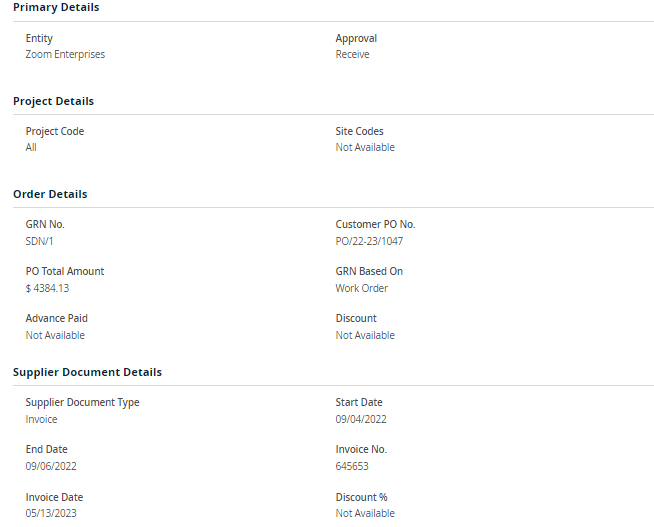 Primary Details
Entity
Approval
Zoom Enterprises
Receive
Project Details
Project Code
Site Codes
All
Not Available
Order Details
GRN No.
Customer PO No.
SDN/1
PO/22-23/1047
PO Total Amount
GRN Based On
$ 4384.13
Work Order
Advance Paid
Discount
Not Available
Not Available
Supplier Document Details
Supplier Document Type
Start Date
Invoice
09/04/2022
End Date
Invoice No.
09/06/2022
645653
Invoice Date
Discount %
05/13/2023
Not Available